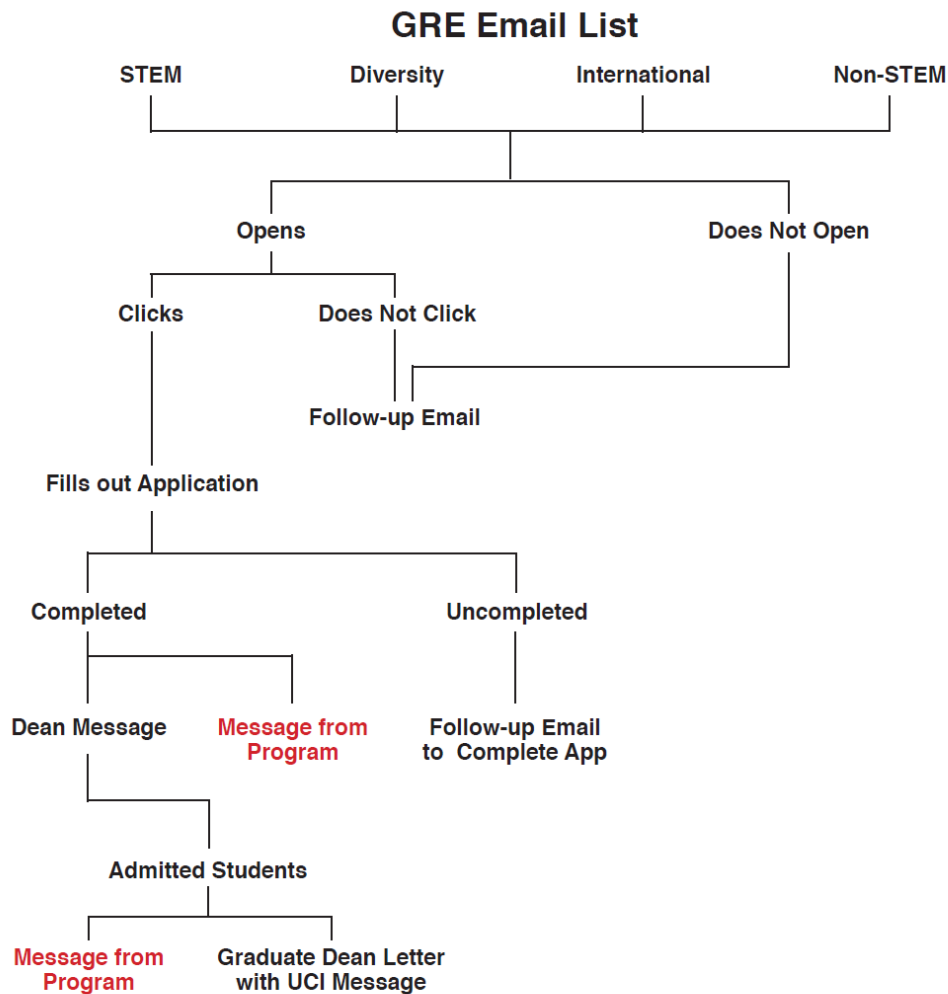 GRE Email List
STEM
Diversity
International
Non-STEM
Opens
Does Not Open
Clicks
Does Not Click
Follow-up Email
Fills out Application
Completed
Uncompleted
Dean Message
Message from
Program
Follow-up Email
to Complete App
Admitted Students
Message from
Program
Graduate Dean Letter
with UCI Message